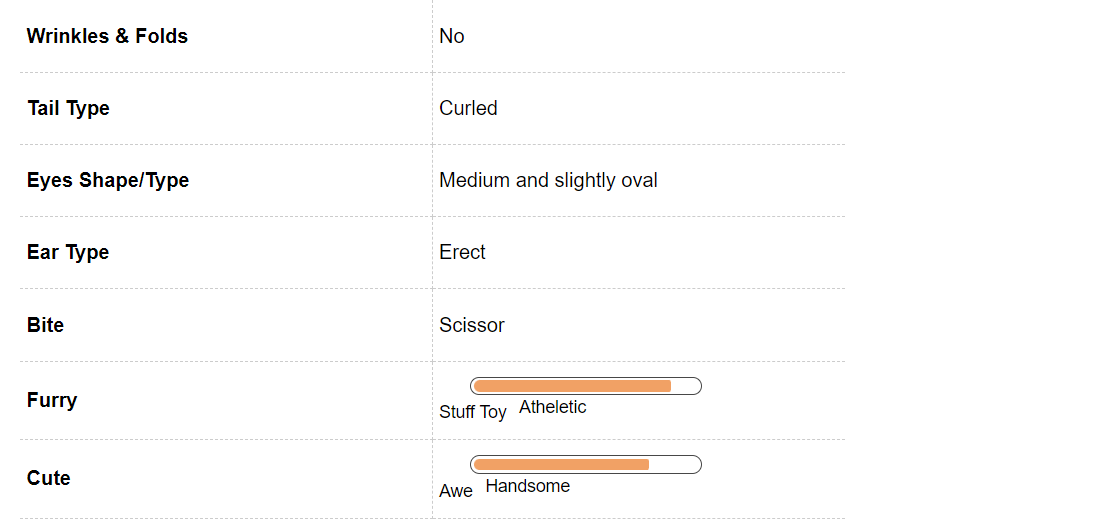 Wrinkles & Folds No
Tail Type Curled
Eyes Shape/Type Medium and slightly oval
Ear Type Erect
Bite Scissor
Furry Stuff Toy Atheletic
Cute Awe Handsome